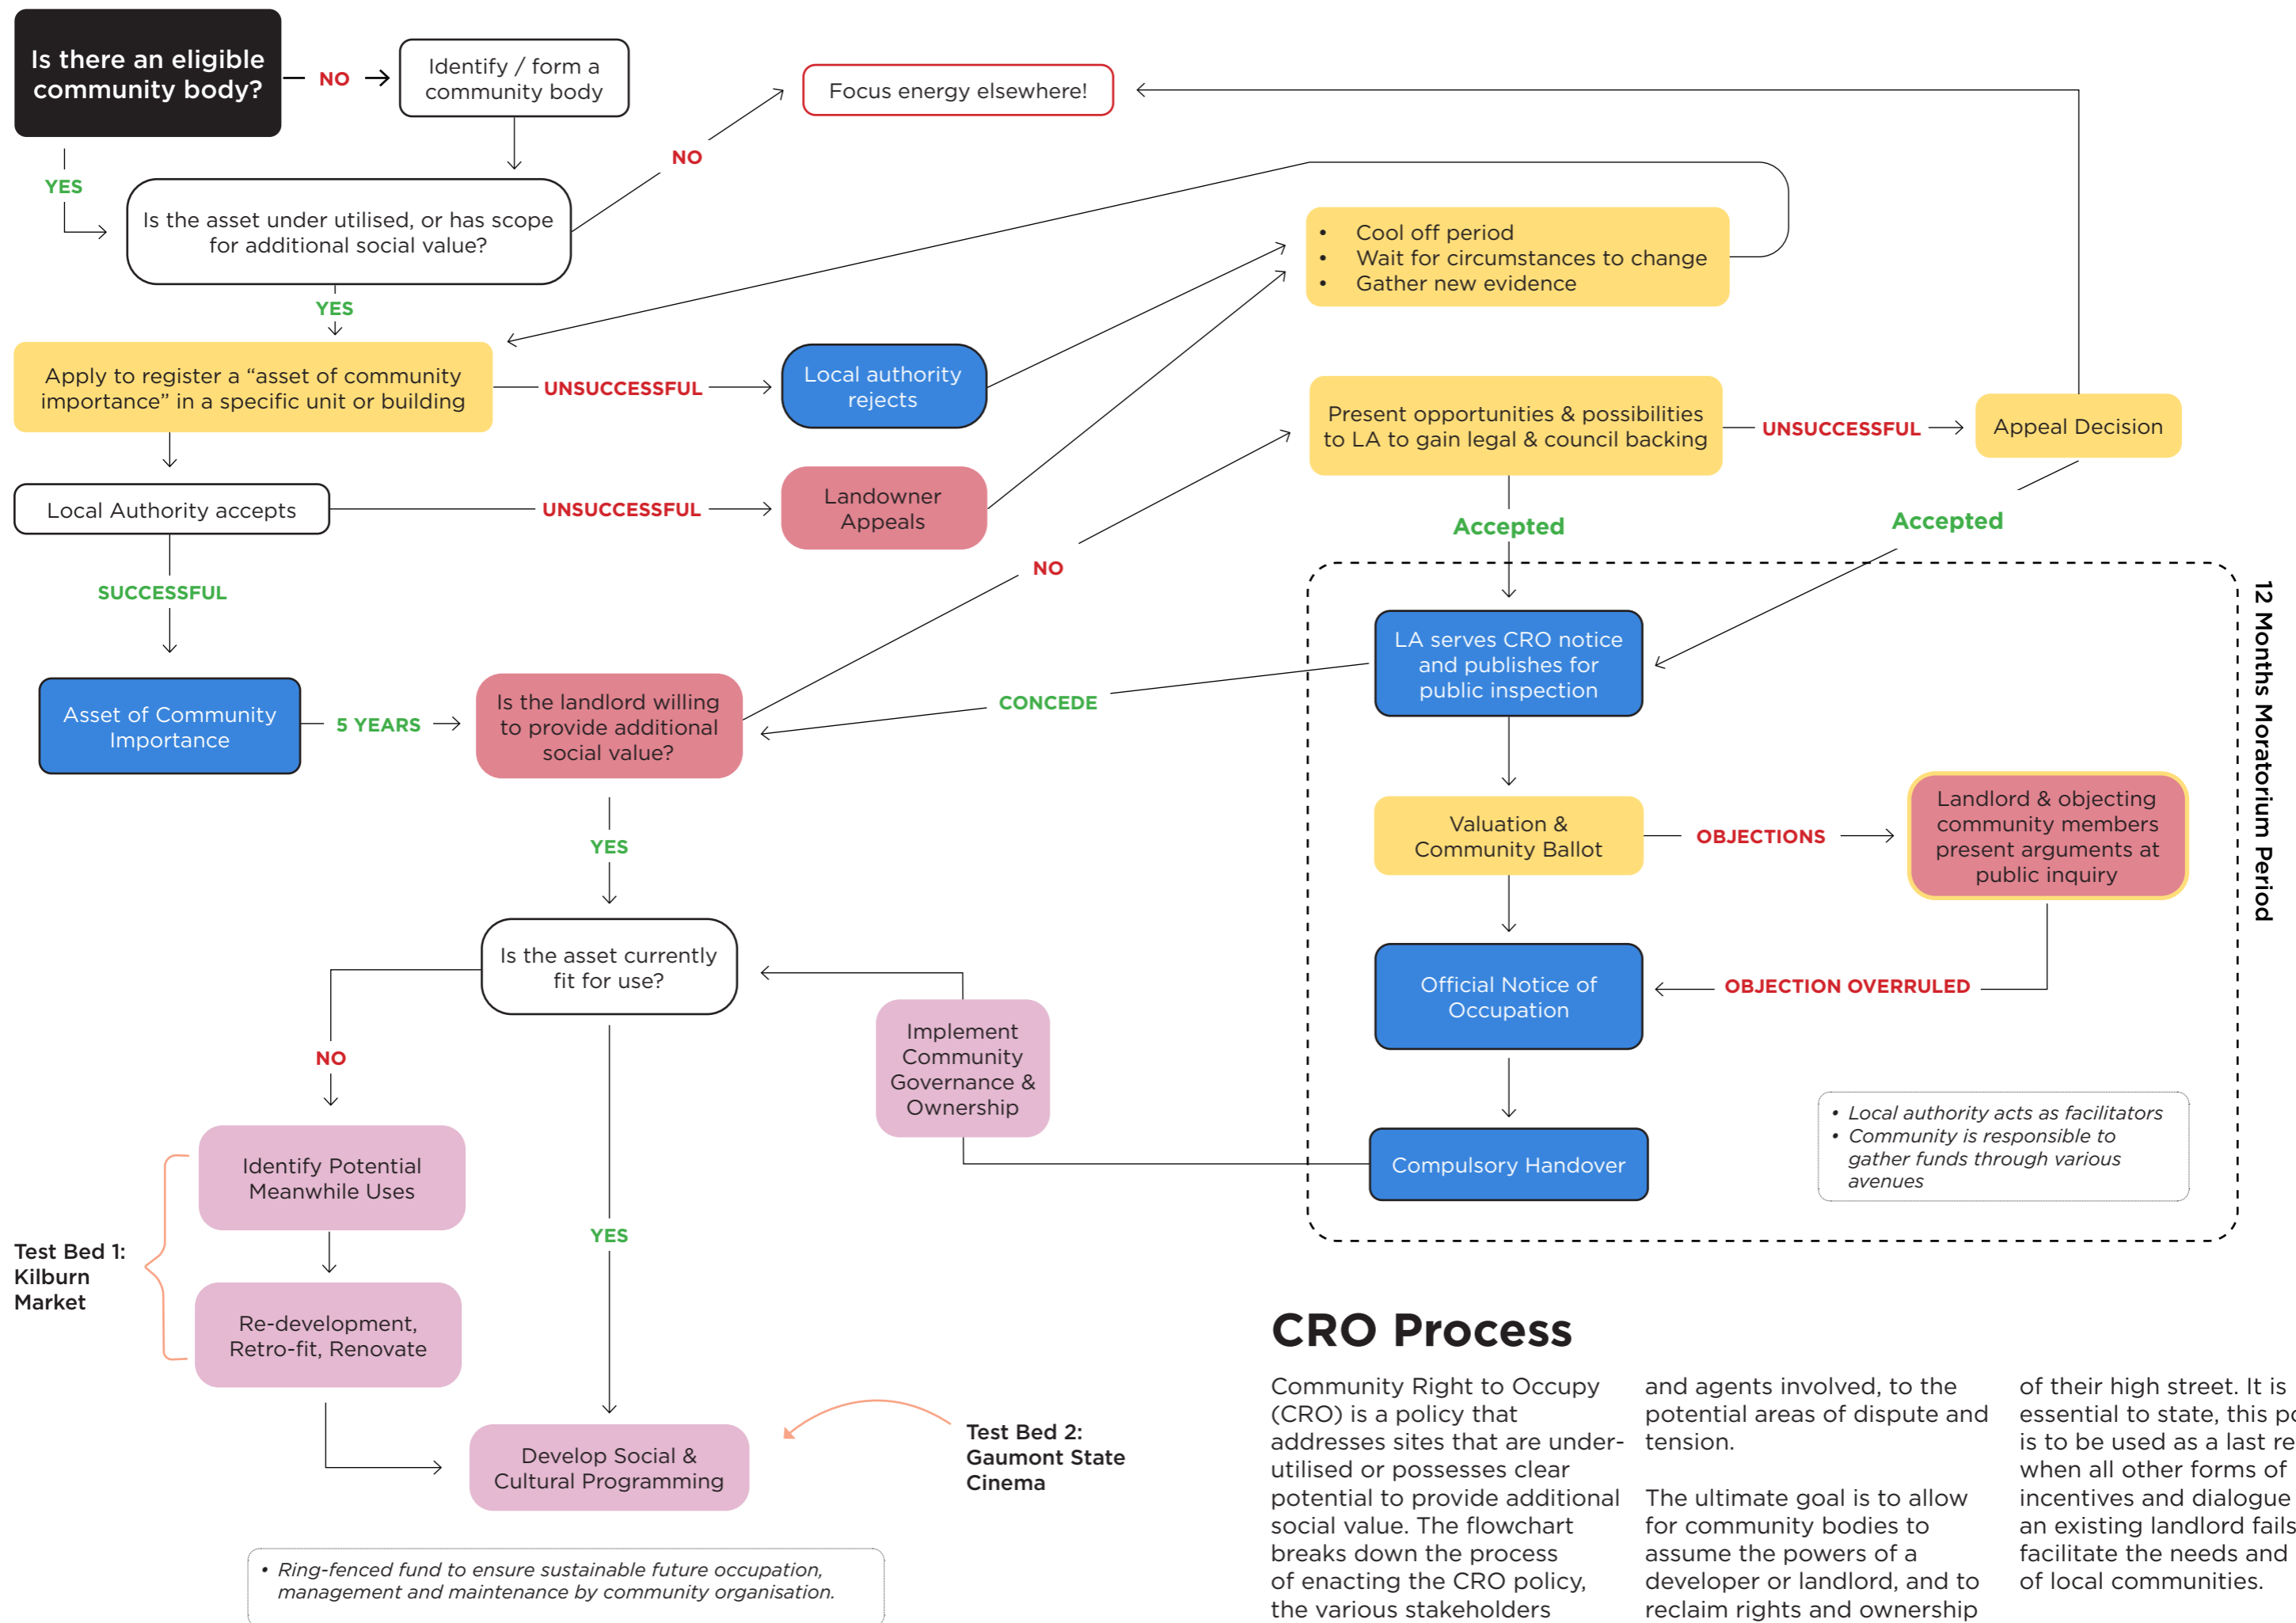 Is there an eligible
community body?
NO
Identify / form a
community body
Focus energy elsewhere!
YES
NO
Is the asset under utilised, or has scope
for additional social value?
• Cool off period
• Wait for circumstances to change
• Gather new evidence
YES
Apply to register a “asset of community
importance” in a specific unit or building
UNSUCCESSFUL
Local authority
rejects
Present opportunities & possibilities
to LA to gain legal & council backing
UNSUCCESSFUL
Appeal Decision
Local Authority accepts
UNSUCCESSFUL
Landowner
Appeals
Accepted
Accepted
NO
SUCCESSFUL
12 Months Moratorium Period
LA serves CRO notice
and publishes for
public inspection
Asset of Community
Importance
5 YEARS
Is the landlord willing
to provide additional
social value?
CONCEDE
YES
Valuation &
Community Ballot
OBJECTIONS
Landlord & objecting
community members
present arguments at
public inquiry
Is the asset currently
fit for use?
Official Notice of
Occupation
OBJECTION OVERRULED
NO
Implement
Community
Governance &
Ownership
Compulsory Handover
• Local authority acts as facilitators
• Community is responsible to
gather funds through various
avenues
Identify Potential
Meanwhile Uses
YES
Test Bed 1:
Kilburn
Market
Re-development,
Retro-fit, Renovate
Develop Social &
Cultural Programming
Test Bed 2:
Gaumont State
Cinema
• Ring-fenced fund to ensure sustainable future occupation,
management and maintenance by community organisation.
CRO Process
Community Right to Occupy
(CRO) is a policy that
addresses sites that are under-
utilised or possesses clear
potential to provide additional
social value. The flowchart
breaks down the process
of enacting the CRO policy,
the various stakeholders
and agents involved, to the
potential areas of dispute and
tension.
The ultimate goal is to allow
for community bodies to
assume the powers of a
developer or landlord, and to
reclaim rights and ownership
of their high street. It is
essential to state, this
is to be used as a last
when all other forms of
incentives and dialogue
an existing landlord fails
facilitate the needs and
of local communities.